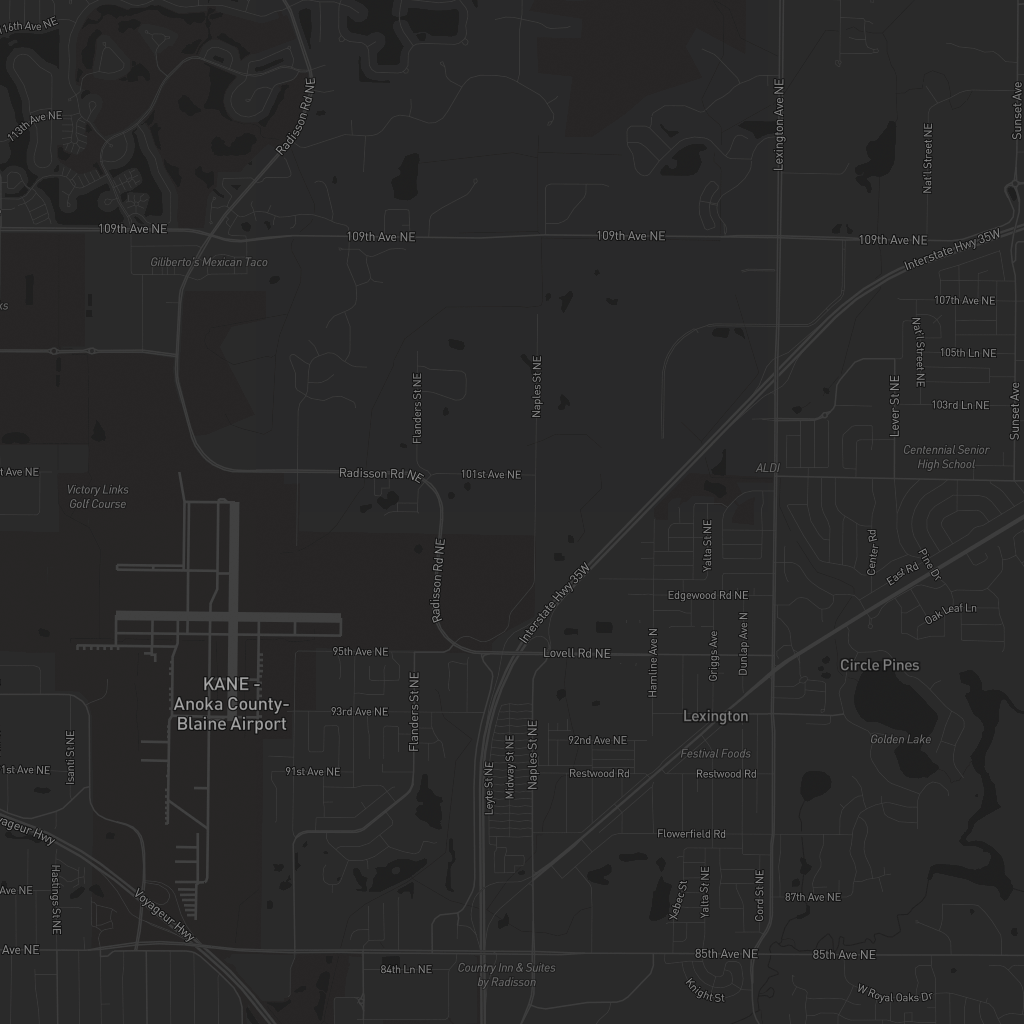 116th Ave NE
Radisson Rd NE
Lexington Ave NE
Sunset Ave
113th Ave NE
Nat'l Street NE
109th Ave NE
109th Ave NE
109th Ave NE
109th Ave NE
Interstate Hwy 35W
Giliberto's Mexican Taco
107th Ave NE
Nat'l Street NE
105th Ln NE
Flanders St NE
Naples St NE
Lever St NE
103rd Ln NE
Sunset Ave
Centennial Senior
High School
ALDI
t Ave NE
Radisson Rd NE
101st Ave NE
Victory Links
Golf Course
Yalta St NE
Center Rd
Pine Dr
East Rd
Radisson Rd NE
Interstate Hwy 35W
Edgewood Rd NE
Oak Leaf Ln
Hamline Ave N
Griggs Ave
Dunlap Ave N
95th Ave NE
Lovell Rd NE
Circle Pines
KANE -
Anoka County-
Blaine Airport
Flanders St NE
93rd Ave NE
Lexington
Isanti St NE
Naples St NE
92nd Ave NE
Golden Lake
Festival Foods
Midway St NE
Leyte St NE
1st Ave NE
91st Ave NE
Restwood Rd
Restwood Rd
yageur Hwy
Flowerfield Rd
Ave NE
Hastings St NE
Voyageur Hwy
Xebec St
Yalta St NE
Cord St NE
87th Ave NE
Ave NE
85th Ave NE
85th Ave NE
84th Ln NE
Country Inn & Suites
by Radisson
Knight St
W Royal Oaks Dr